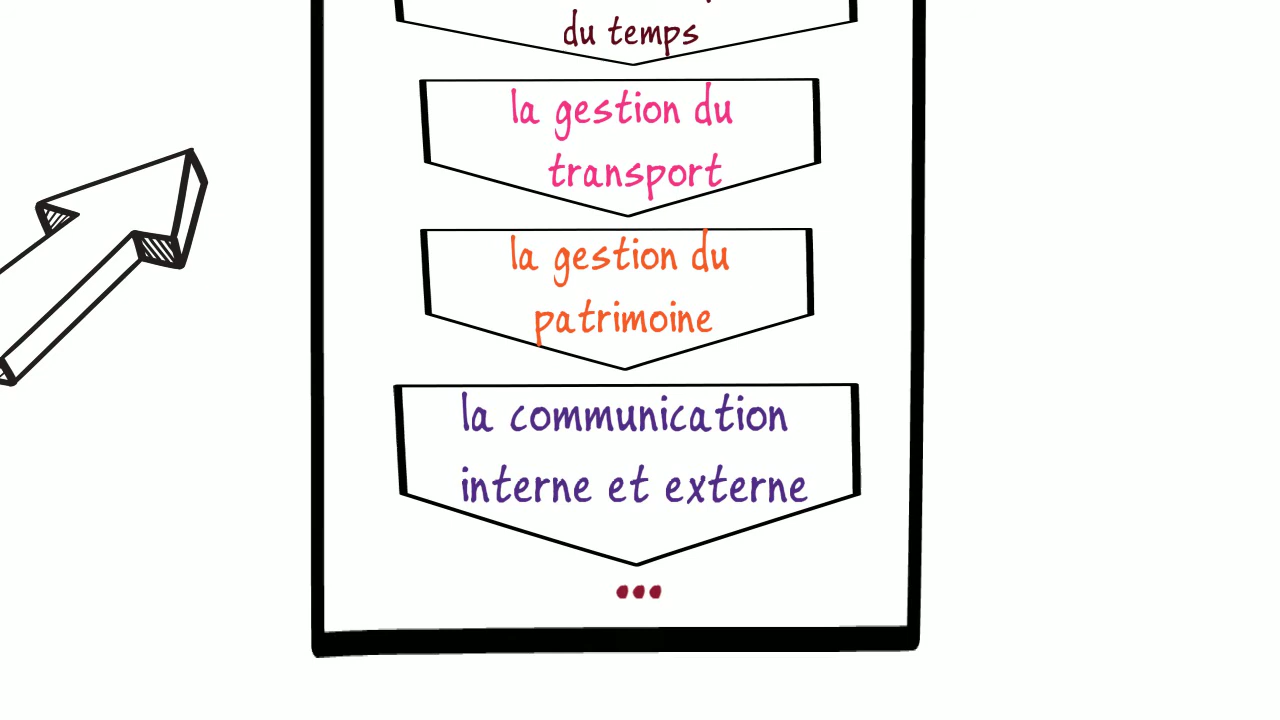 du temps
la gestion du
transport
la gestion du
patrimoine
la communication
interne et externe
...